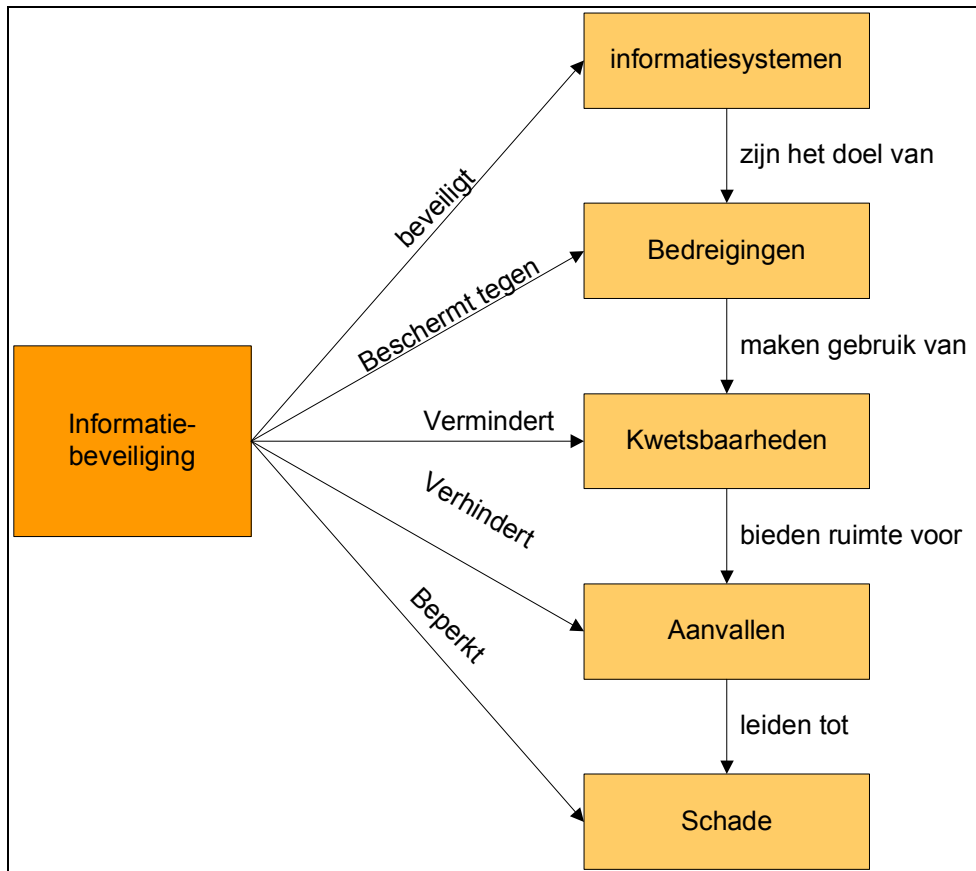 informatiesystemen
zijn het doel van
beveiligt
Bedreigingen
Beschermt tegen
maken gebruik van
Informatie-
beveiliging
Vermindert
Kwetsbaarheden
Verhindert
bieden ruimte voor
Beperkt
Aanvallen
leiden tot
Schade